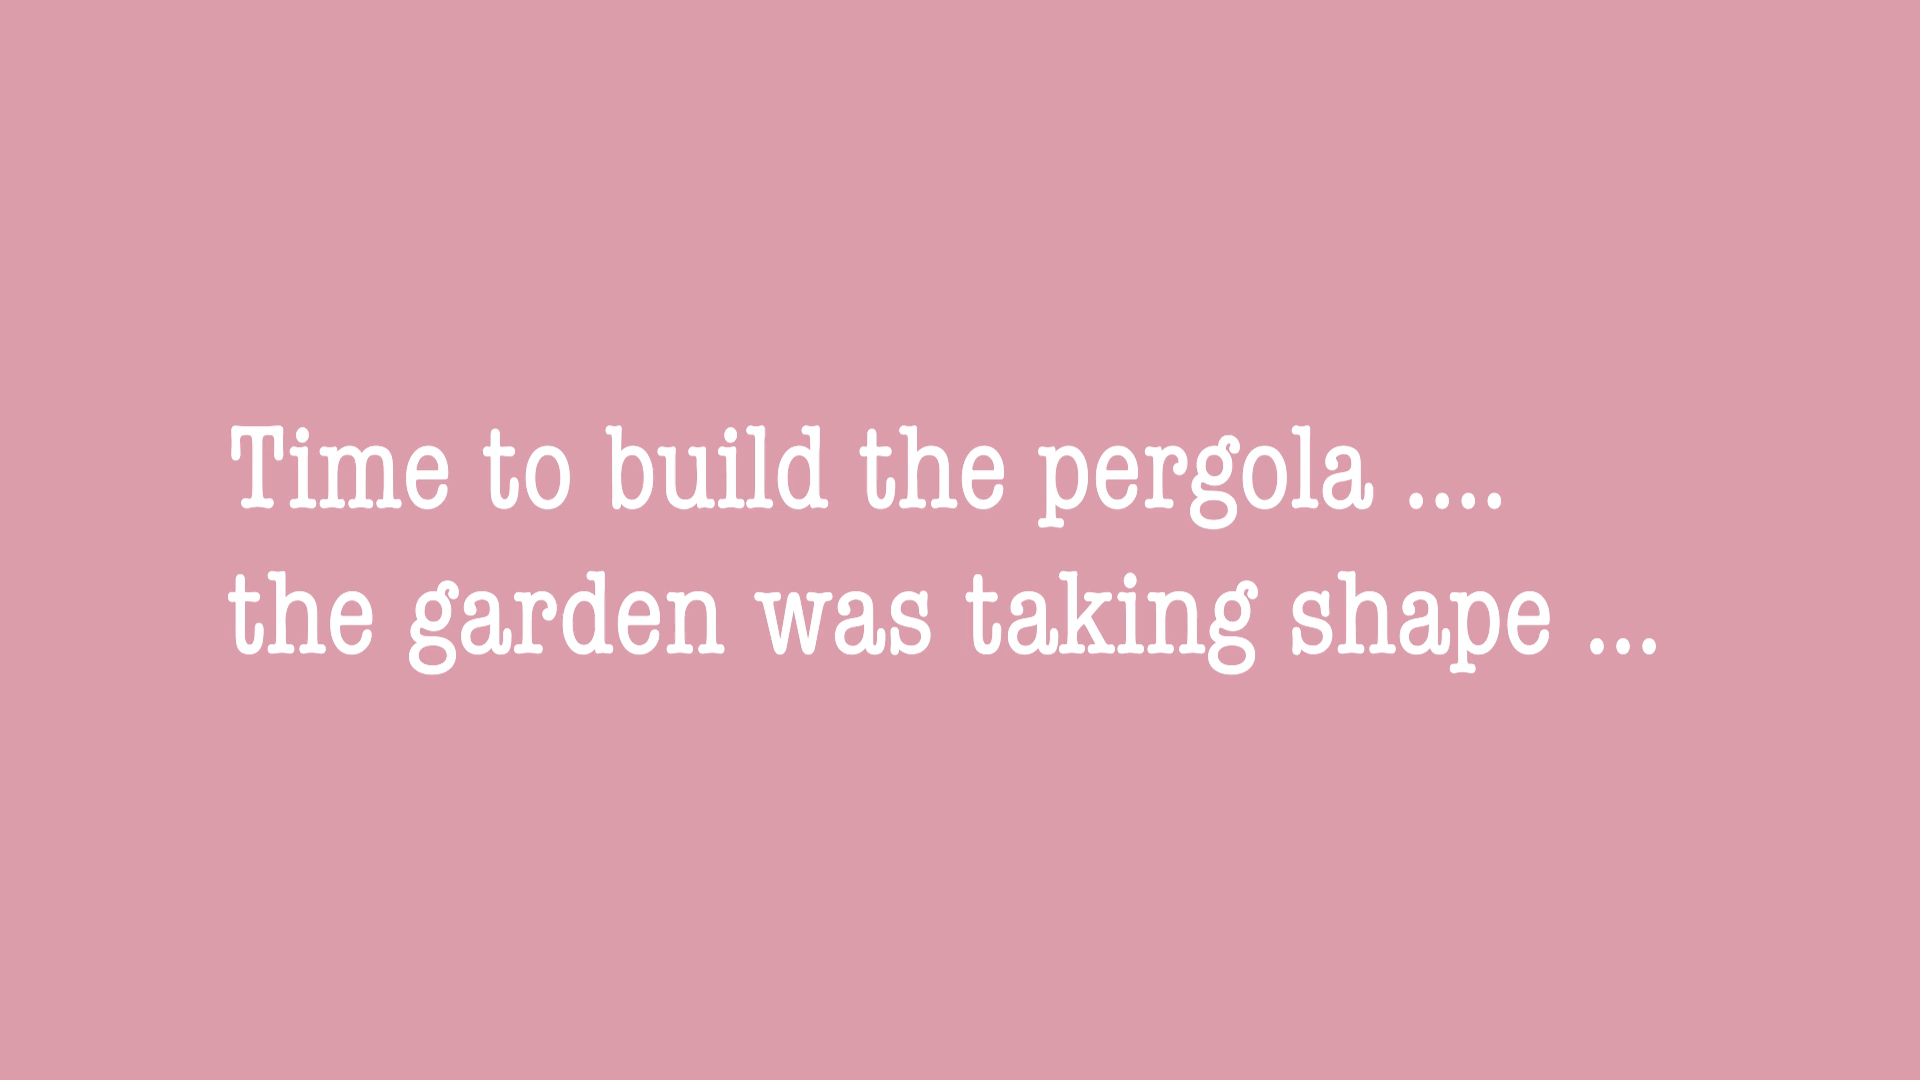 Time to build the pergola ....
the garden was taking shape ...